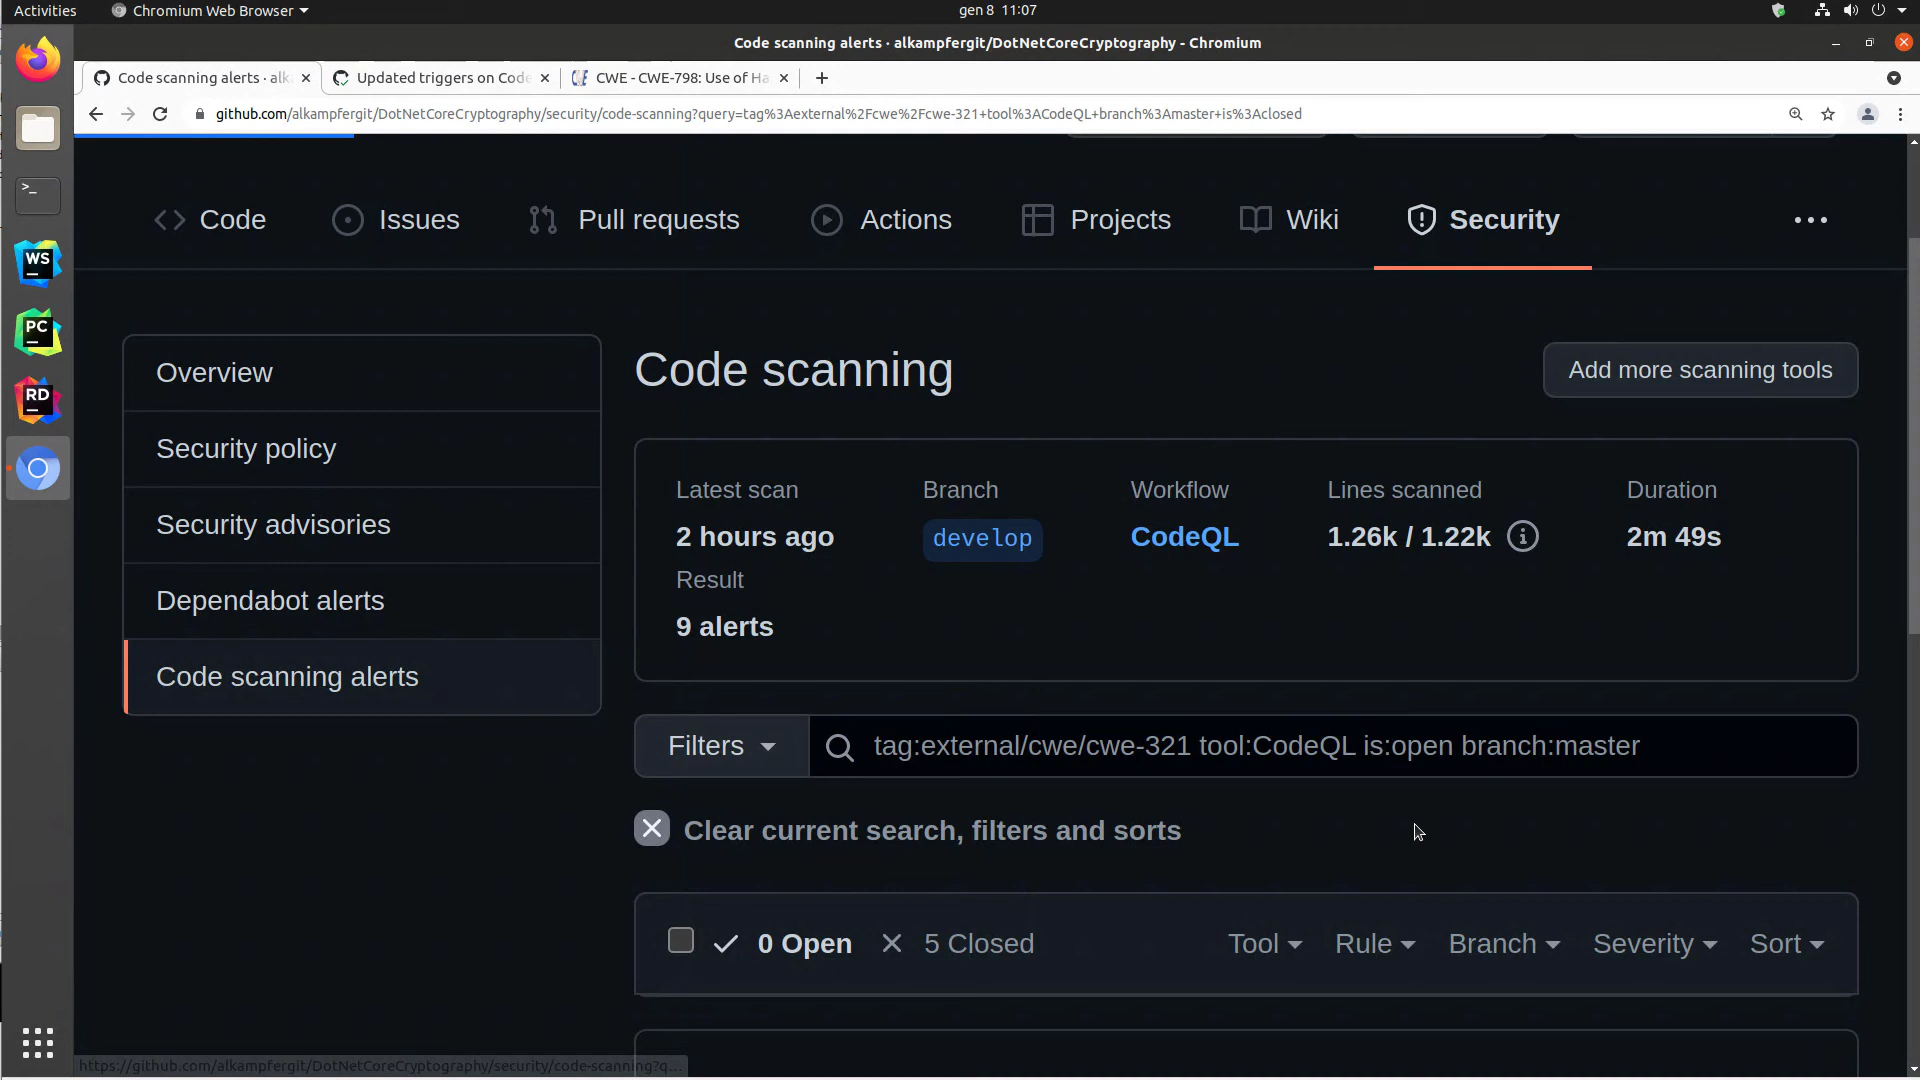 Activities
Chromium Web Browser
gen 8 11:07
Code scanning alerts · alkampfergit/DotNetCoreCryptography - Chromium
Code scanning alerts · alk
Updated triggers on Code
CWE - CWE-798: Use of Ha
github.com/alkampfergit/DotNetCoreCryptography/security/code-scanning?query=tag%3Aexternal%2Fcwe%2Fcwe-321+tool%3ACodeQL+branch%3Amaster+is%3Aclosed
Code
Issues
Pull requests
Actions
Projects
Wiki
Security
Overview
Security policy
Security advisories
Dependabot alerts
Code scanning alerts
Code scanning
Add more scanning tools
Latest scan
Branch
Workflow
Lines scanned
Duration
2 hours ago
develop
CodeQL
1.26k / 1.22k
2m 49s
Result
9 alerts
Filters
tag:external/cwe/cwe-321 tool:CodeQL is:open branch:master
Clear current search, filters and sorts
0 Open
5 Closed
Tool
Rule
Branch
Severity
Sort
WS
PC
RD
https://github.com/alkampfergit/DotNetCoreCryptography/security/code-scanning?q...